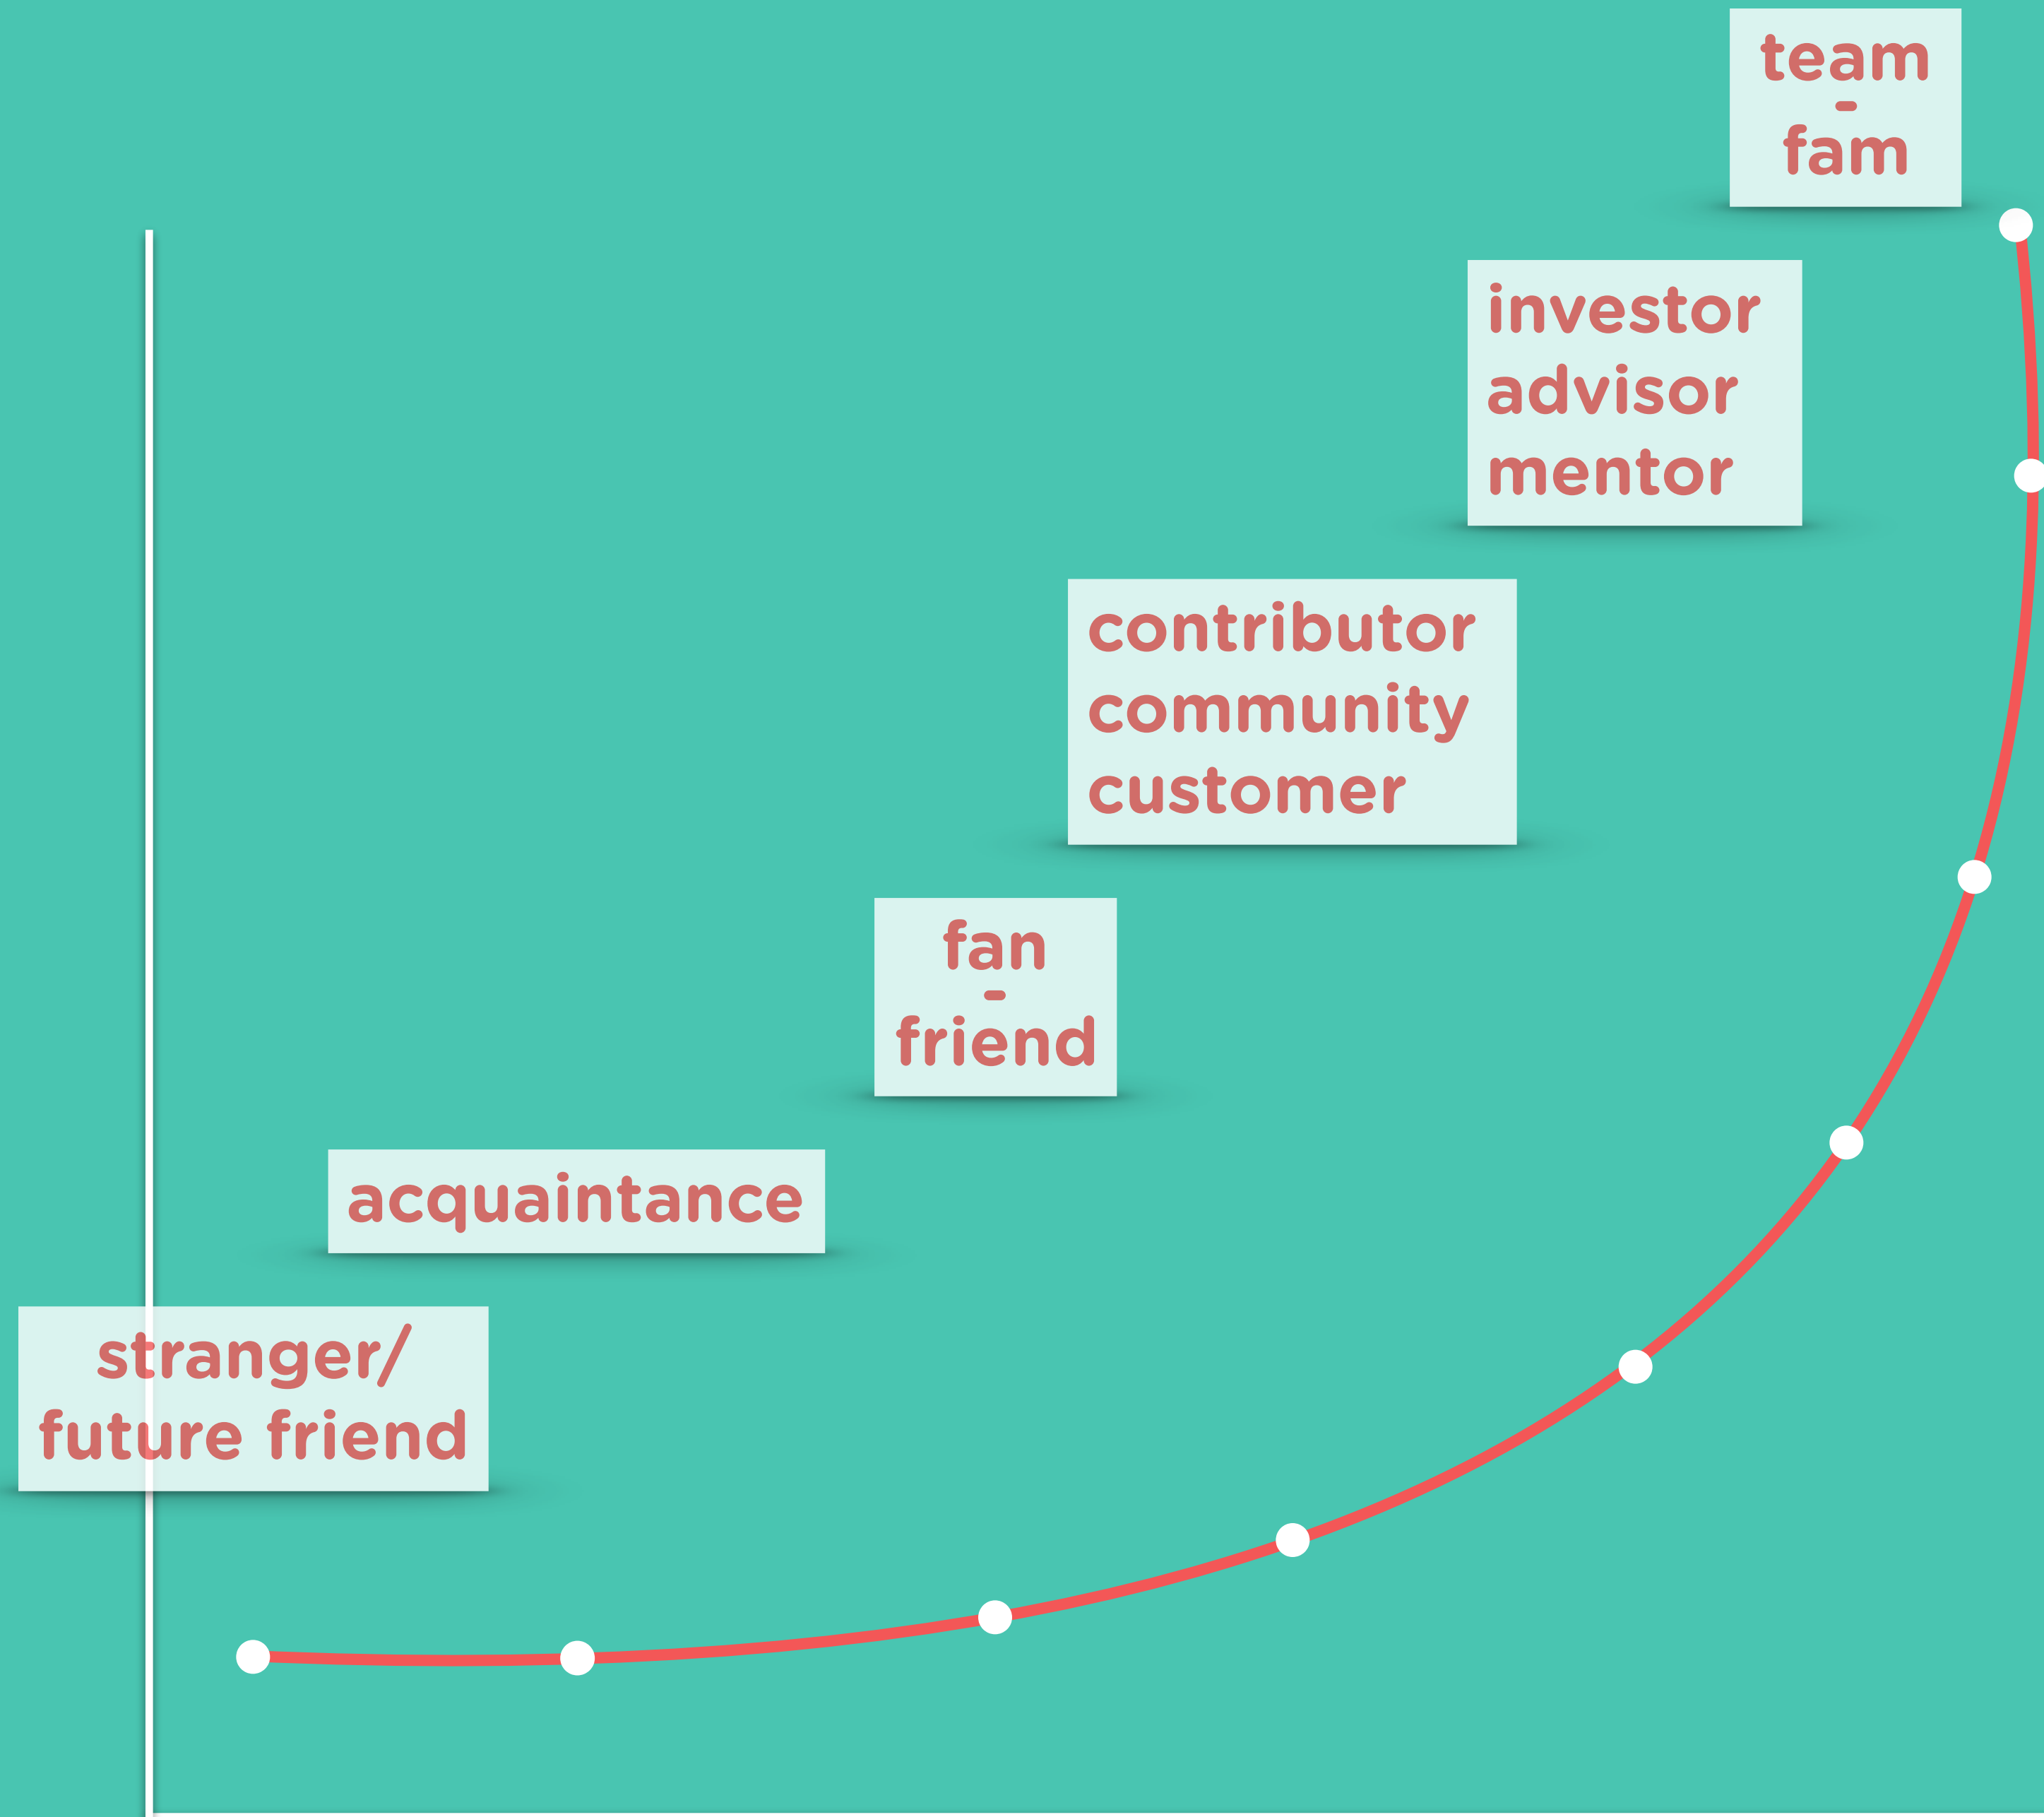 team
-
fam
investor
advisor
mentor
contributor
community
customer
fan
-
friend
acquaintance
stranger/
future friend